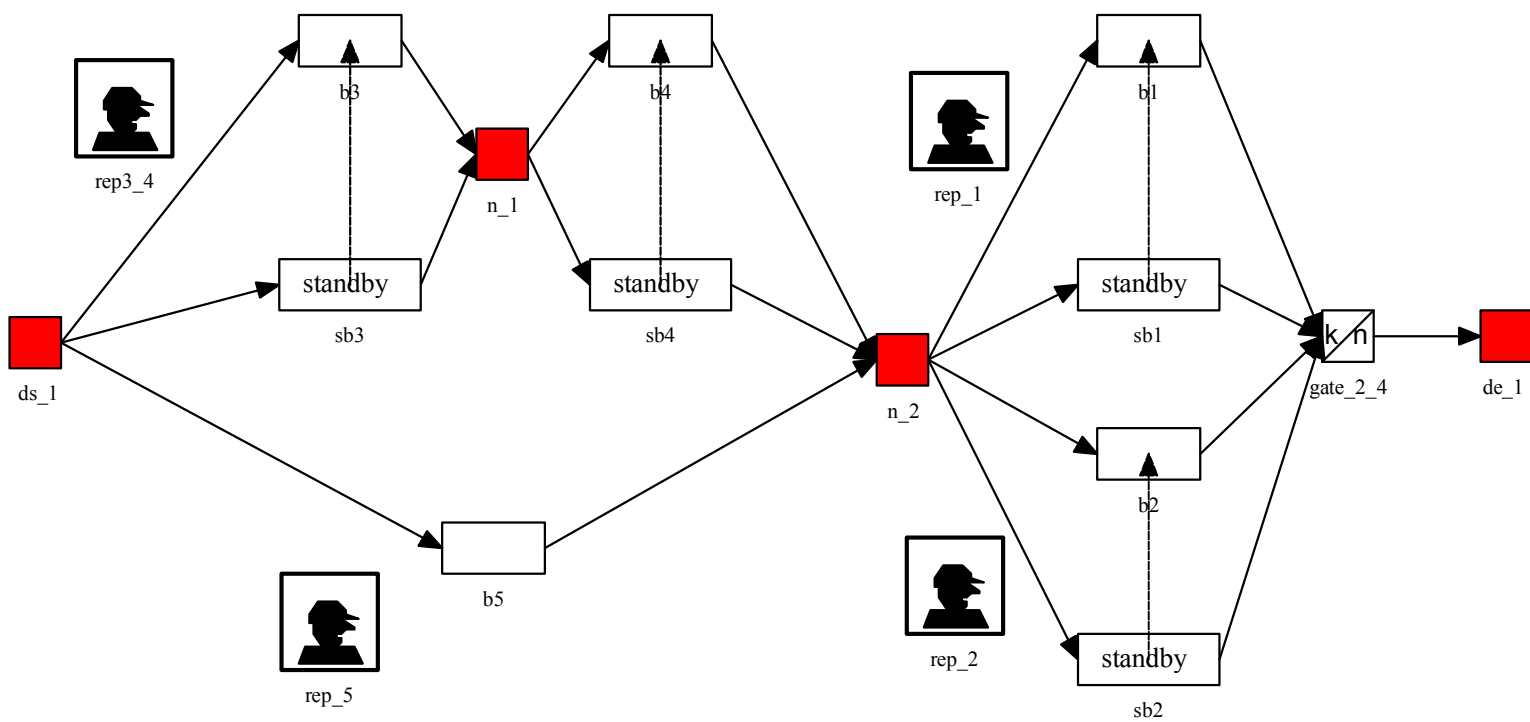 b3
b4
b1
rep3_4
n_1
rep_1
standby
standby
standby
sb3
sb4
sb1
k n
ds_1
n_2
gate_2_4
de_1
b2
b5
rep_5
rep_2
standby
sb2